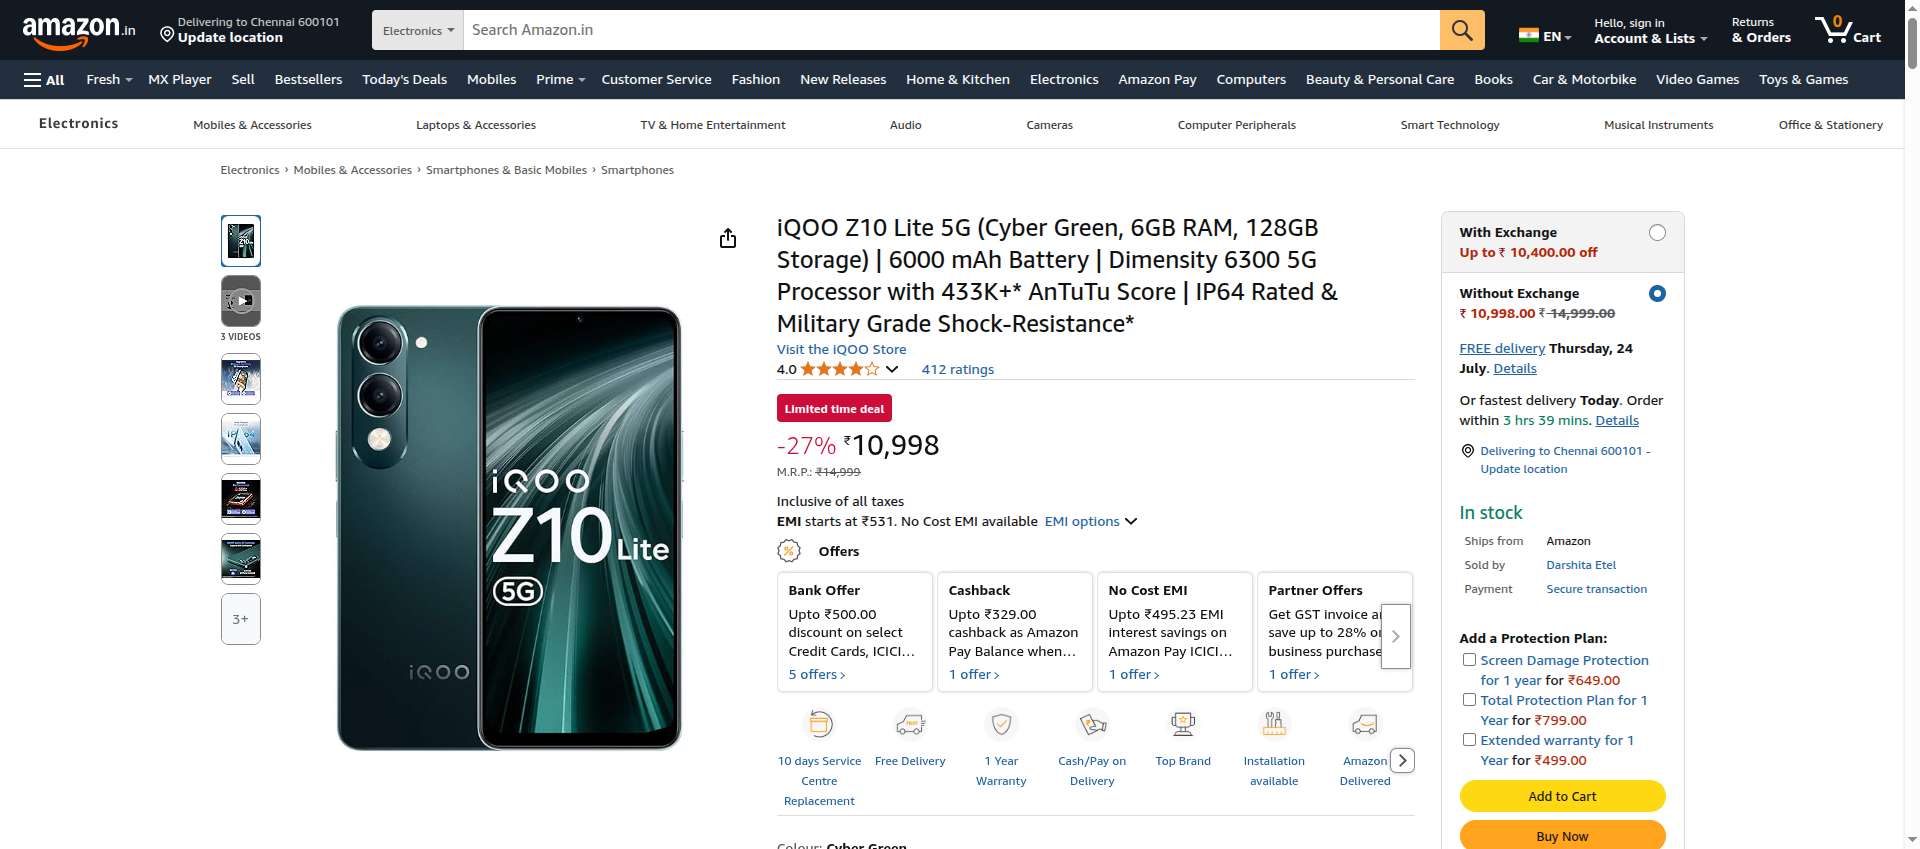 amazon.in
Delivering to Chennai 600101
Update location
Electronics
Search Amazon.in
EN
Hello, sign in
Account & Lists
Returns
& Orders
0
Cart
All
Fresh
MX Player
Sell
Bestsellers
Today's Deals
Mobiles
Prime
Customer Service
Fashion
New Releases
Home & Kitchen
Electronics
Amazon Pay
Computers
Beauty & Personal Care
Books
Car & Motorbike
Video Games
Toys & Games
Electronics
Mobiles & Accessories
Laptops & Accessories
TV & Home Entertainment
Audio
Cameras
Computer Peripherals
Smart Technology
Musical Instruments
Office & Stationery
Electronics › Mobiles & Accessories › Smartphones & Basic Mobiles › Smartphones
3 VIDEOS
3+
iQOO
Z10 Lite
5G
iQOO
iQOO Z10 Lite 5G (Cyber Green, 6GB RAM, 128GB
Storage) | 6000 mAh Battery | Dimensity 6300 5G
Processor with 433K+* AnTuTu Score | IP64 Rated &
Military Grade Shock-Resistance*
Visit the iQOO Store
4.0
412 ratings
Limited time deal
-27% ₹10,998
M.R.P.: ₹14,999
Inclusive of all taxes
EMI starts at ₹531. No Cost EMI available EMI options
Offers
Bank Offer
Upto ₹500.00
discount on select
Credit Cards, ICICI...
5 offers ›
Cashback
Upto ₹329.00
cashback as Amazon
Pay Balance when...
1 offer ›
No Cost EMI
Upto ₹495.23 EMI
interest savings on
Amazon Pay ICICI...
1 offer ›
Partner Offers
Get GST invoice
save up to 28%
business purchase
1 offer ›
10 days Service
Centre
Replacement
Free Delivery
1 Year
Warranty
Cash/Pay on
Delivery
Top Brand
Installation
available
Amazon
Delivered
Colour: Cyber Green
With Exchange
Up to ₹ 10,400.00 off
Without Exchange
₹ 10,998.00 ₹ 14,999.00
FREE delivery Thursday, 24
July. Details
Or fastest delivery Today. Order
within 3 hrs 39 mins. Details
Delivering to Chennai 600101 -
Update location
In stock
Ships from Amazon
Sold by Darshita Etel
Payment Secure transaction
Add a Protection Plan:
Screen Damage Protection
for 1 year for ₹649.00
Total Protection Plan for 1
Year for ₹799.00
Extended warranty for 1
Year for ₹499.00
Add to Cart
Buy Now